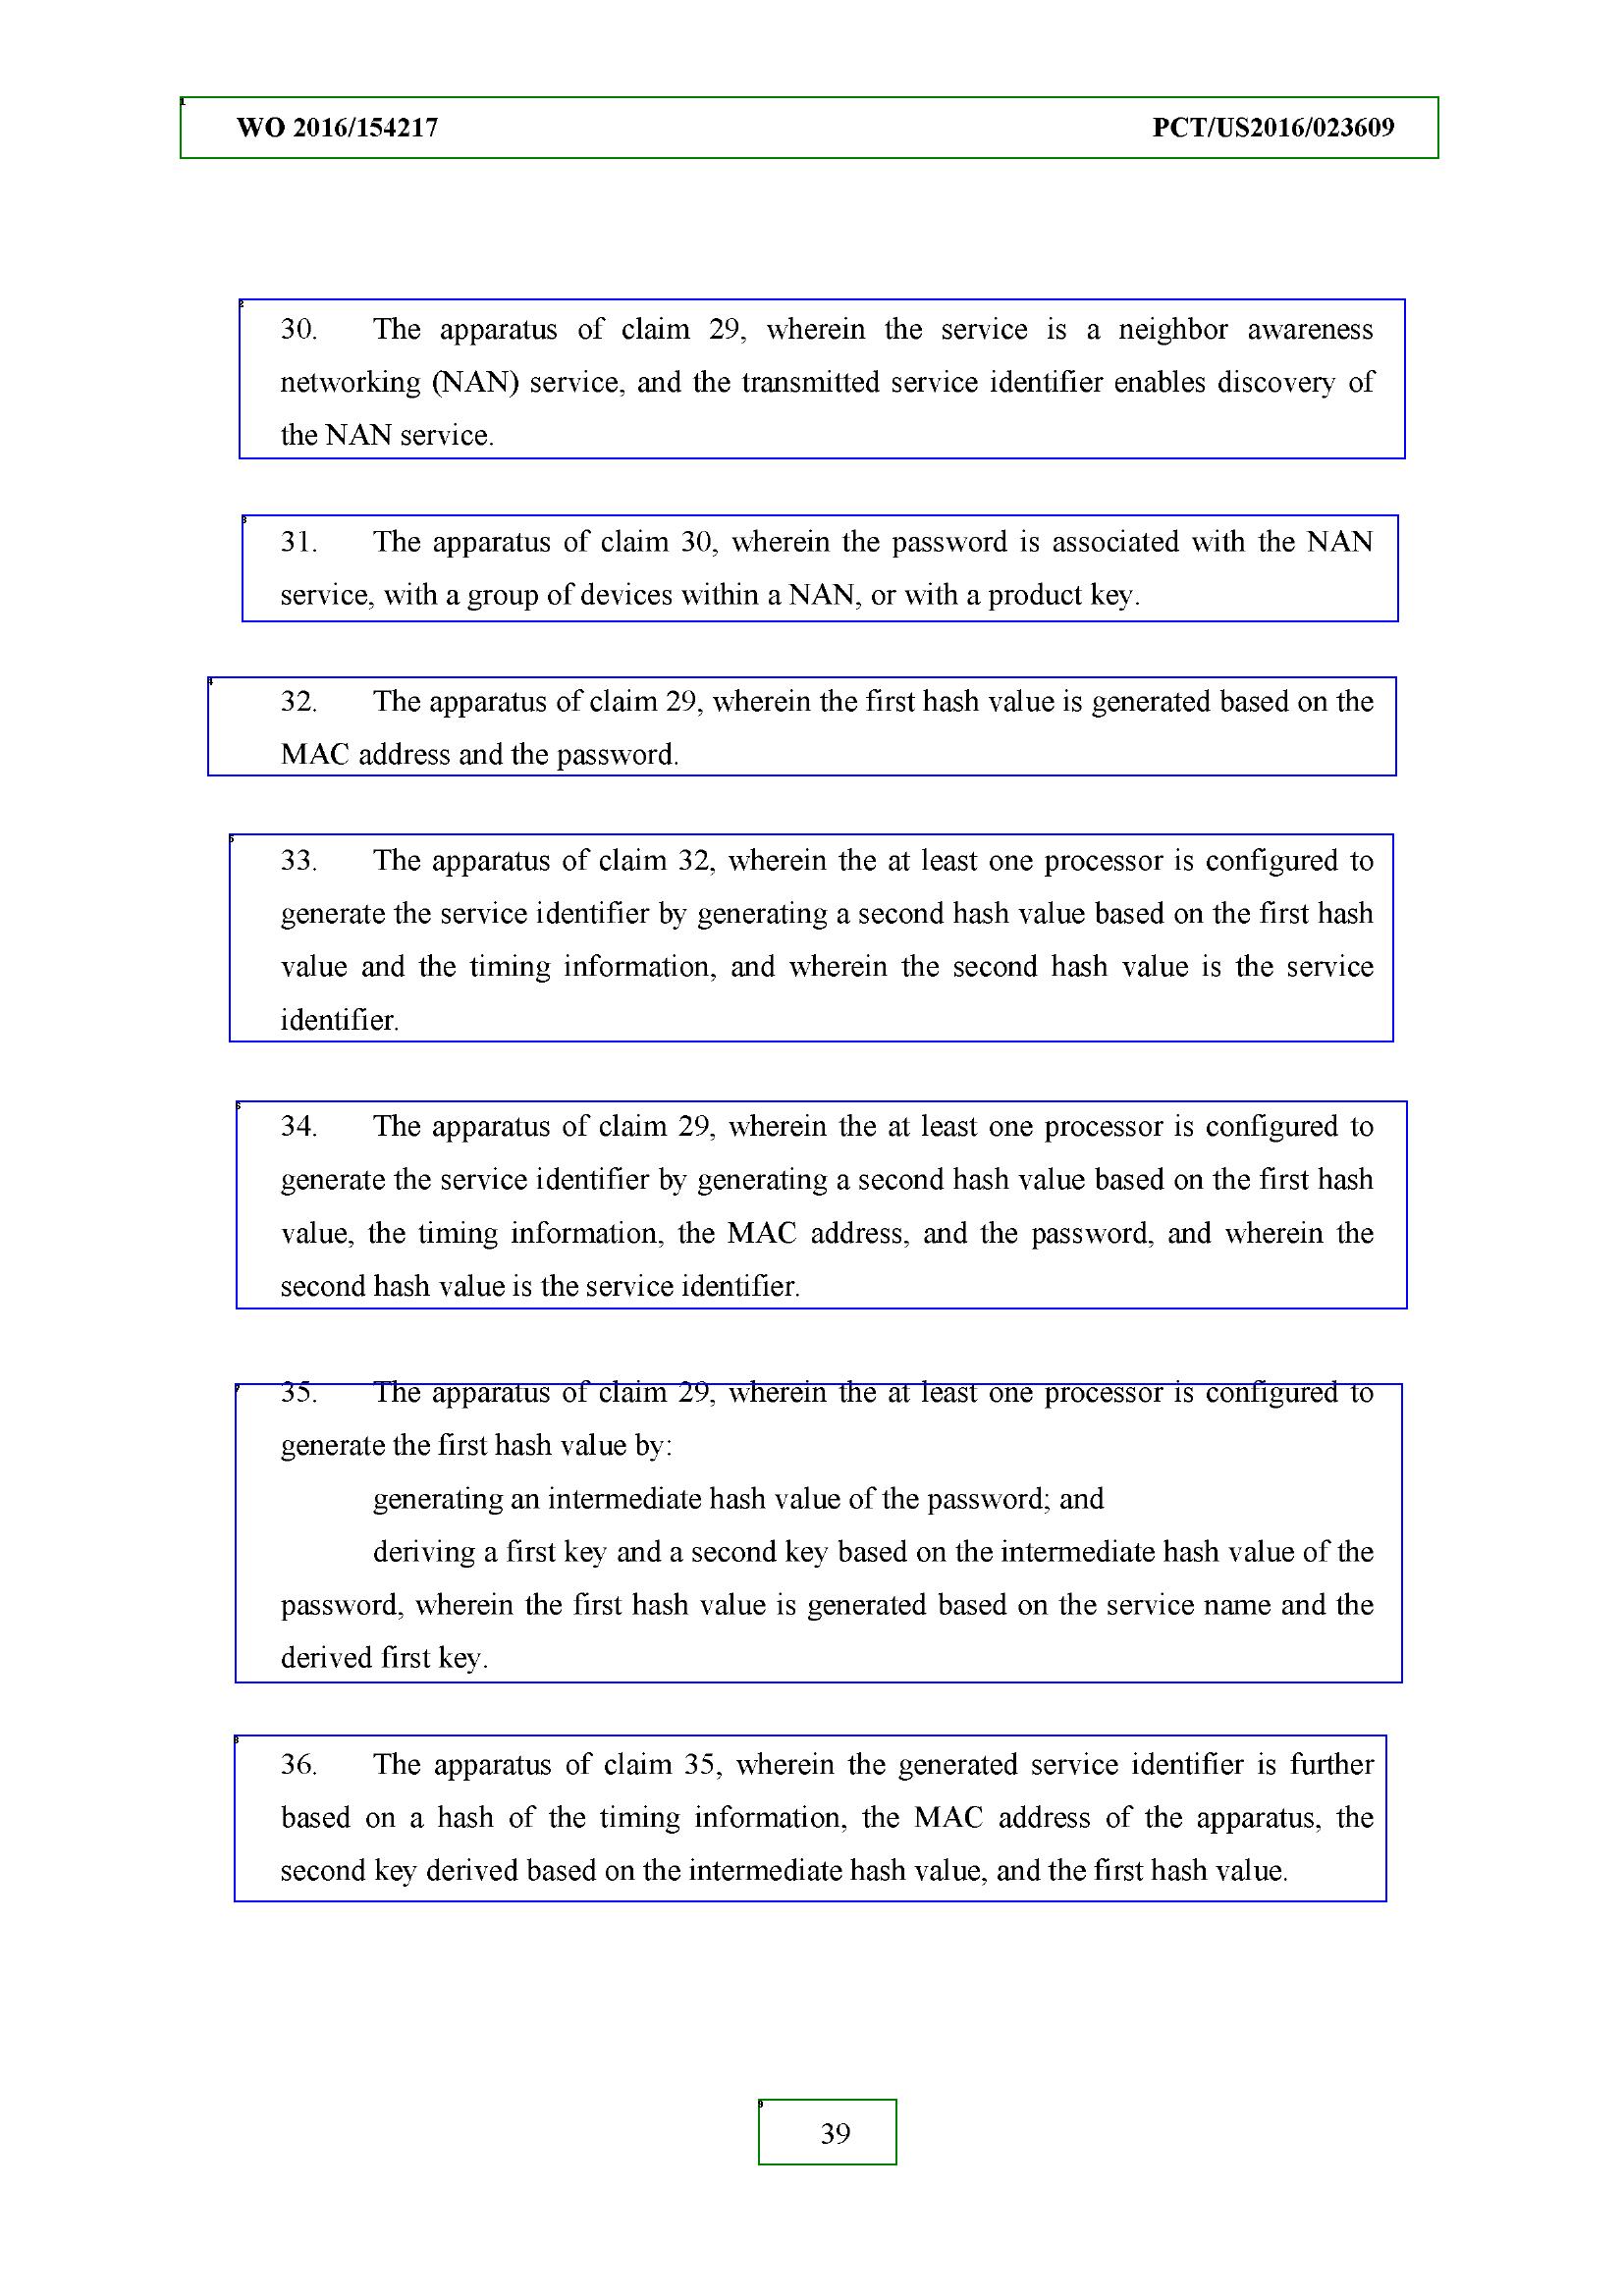 WO 2016/154217 PCT/US2016/023609
30. The apparatus of claim 29, wherein the service is a neighbor awareness
networking (NAN) service, and the transmitted service identifier enables discovery of
the NAN service.
31. The apparatus of claim 30, wherein the password is associated with the NAN
service, with a group of devices within a NAN, or with a product key.
32. The apparatus of claim 29, wherein the first hash value is generated based on the
MAC address and the password.
33. The apparatus of claim 32, wherein the at least one processor is configured to
generate the service identifier by generating a second hash value based on the first hash
value and the timing information, and wherein the second hash value is the service
identifier.
34. The apparatus of claim 29, wherein the at least one processor is configured to
generate the service identifier by generating a second hash value based on the first hash
value, the timing information, the MAC address, and the password, and wherein the
second hash value is the service identifier.
35. The apparatus of claim 29, wherein the at least one processor is configured to
generate the first hash value by:
generating an intermediate hash value of the password; and
deriving a first key and a second key based on the intermediate hash value of the
password, wherein the first hash value is generated based on the service name and the
derived first key.
36. The apparatus of claim 35, wherein the generated service identifier is further
based on a hash of the timing information, the MAC address of the apparatus, the
second key derived based on the intermediate hash value, and the first hash value.
39